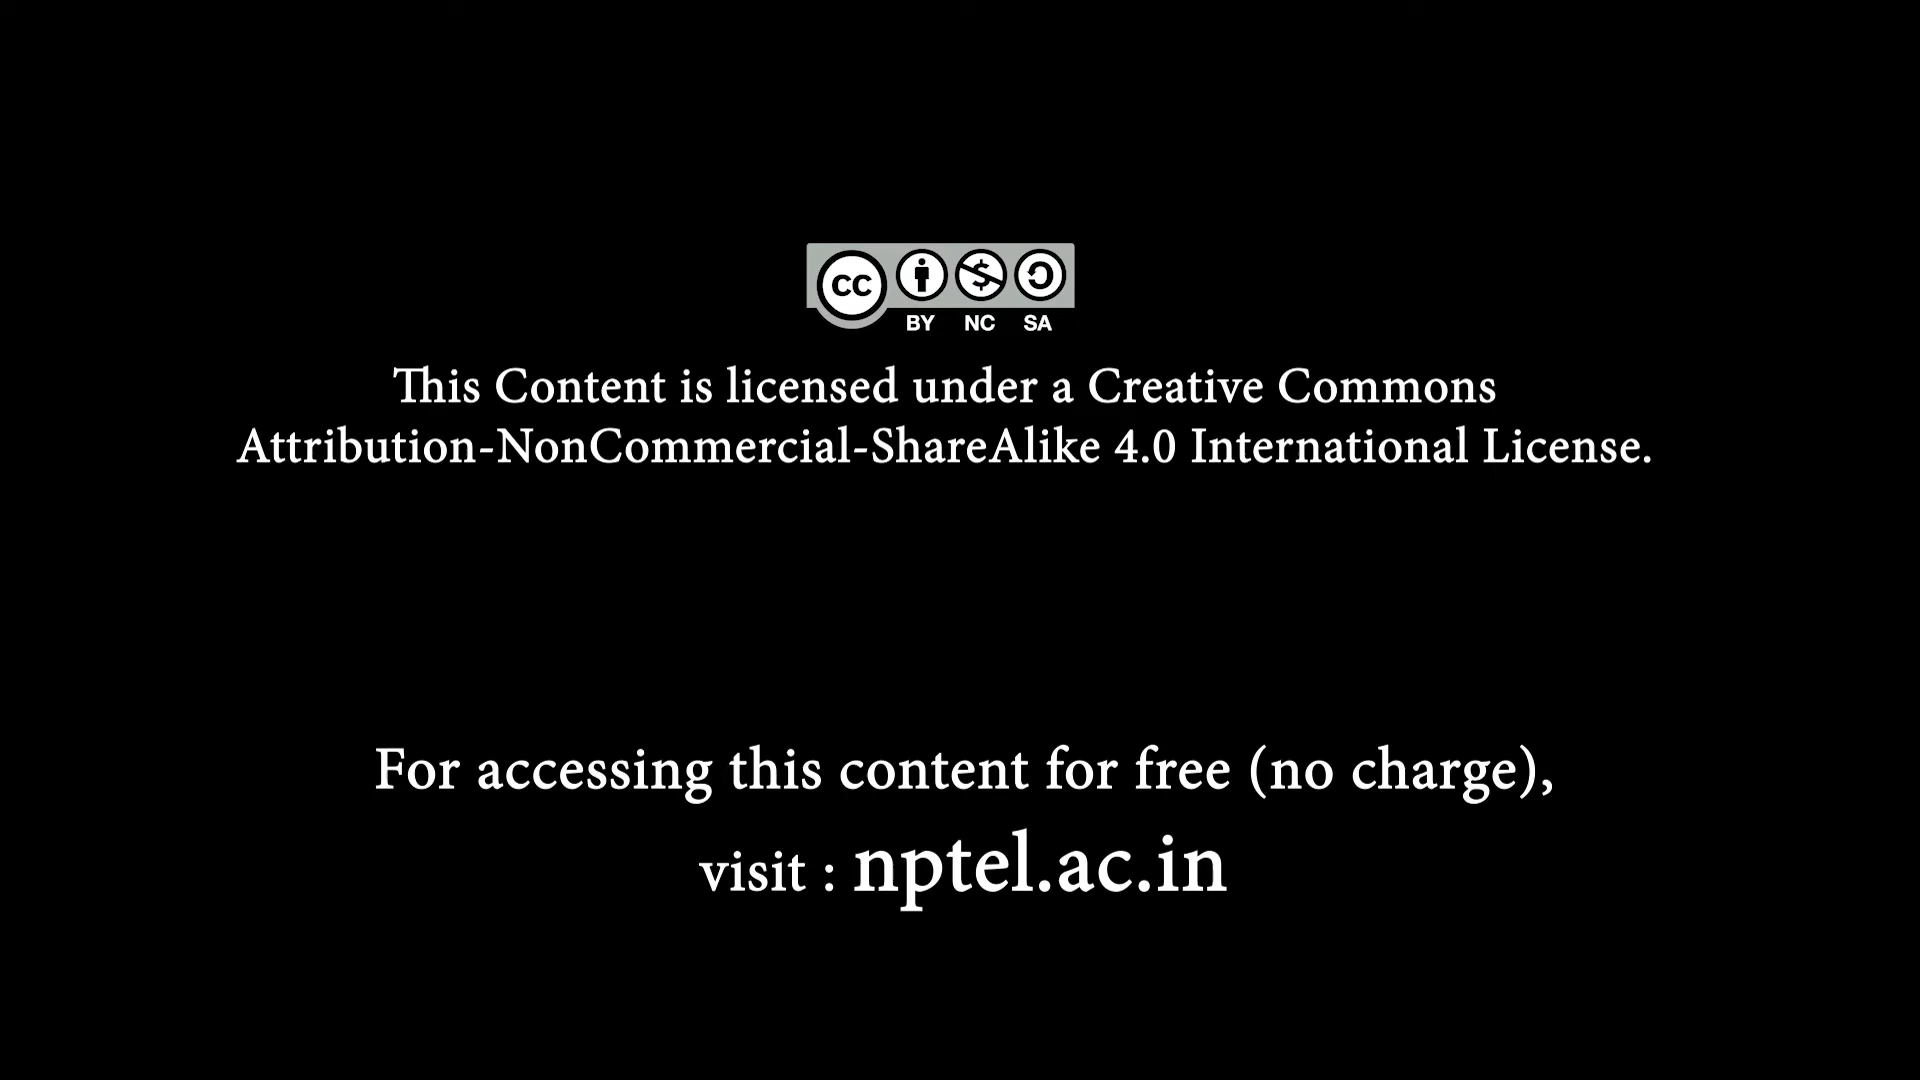 cc
BY NC SA
This Content is licensed under a Creative Commons
Attribution-NonCommercial-ShareAlike 4.0 International License.
For accessing this content for free (no charge),
visit : nptel.ac.in